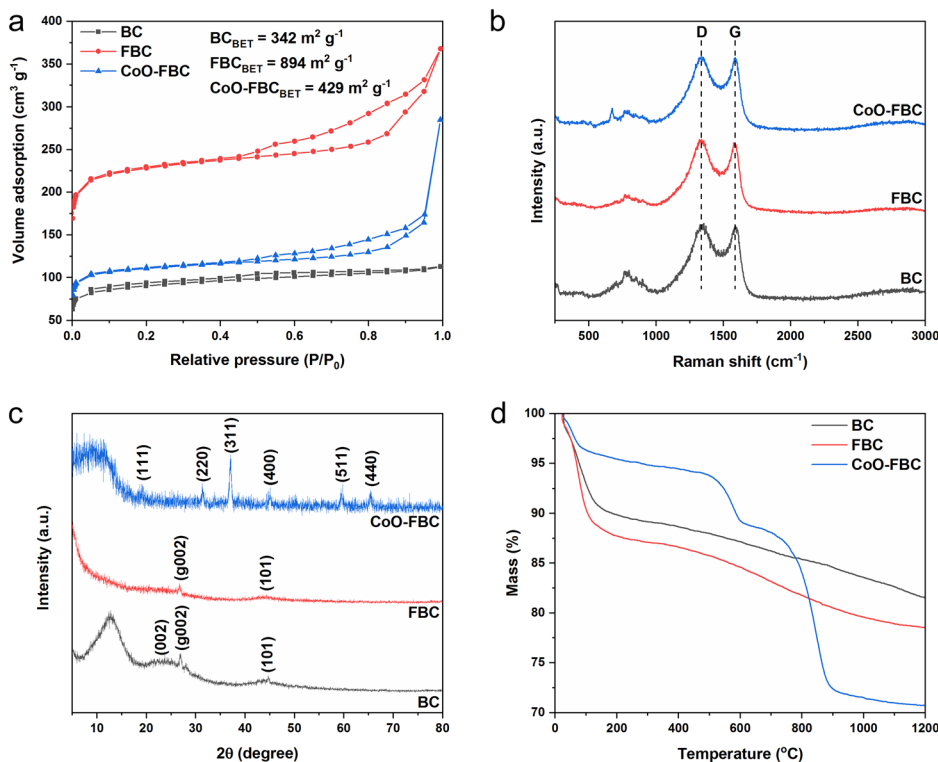 a
BC
FBC
CoO-FBC
BC_BET = 342 m² g⁻¹
FBC_BET = 894 m² g⁻¹
CoO-FBC_BET = 429 m² g⁻¹
Volume adsorption (cm³ g⁻¹)
400
350
300
250
200
150
100
50
0.0 0.2 0.4 0.6 0.8 1.0
Relative pressure (P/P₀)
b
D G
CoO-FBC
FBC
BC
Intensity (a.u.)
500 1000 1500 2000 2500 3000
Raman shift (cm⁻¹)
c
(111) (220) (311) (400) (511) (440)
CoO-FBC
(g002) (101)
FBC
(002) (g002) (101)
BC
Intensity (a.u.)
10 20 30 40 50 60 70 80
2θ (degree)
d
BC
FBC
CoO-FBC
Mass (%)
100
95
90
85
80
75
70
0 200 400 600 800 1000 1200
Temperature (°C)